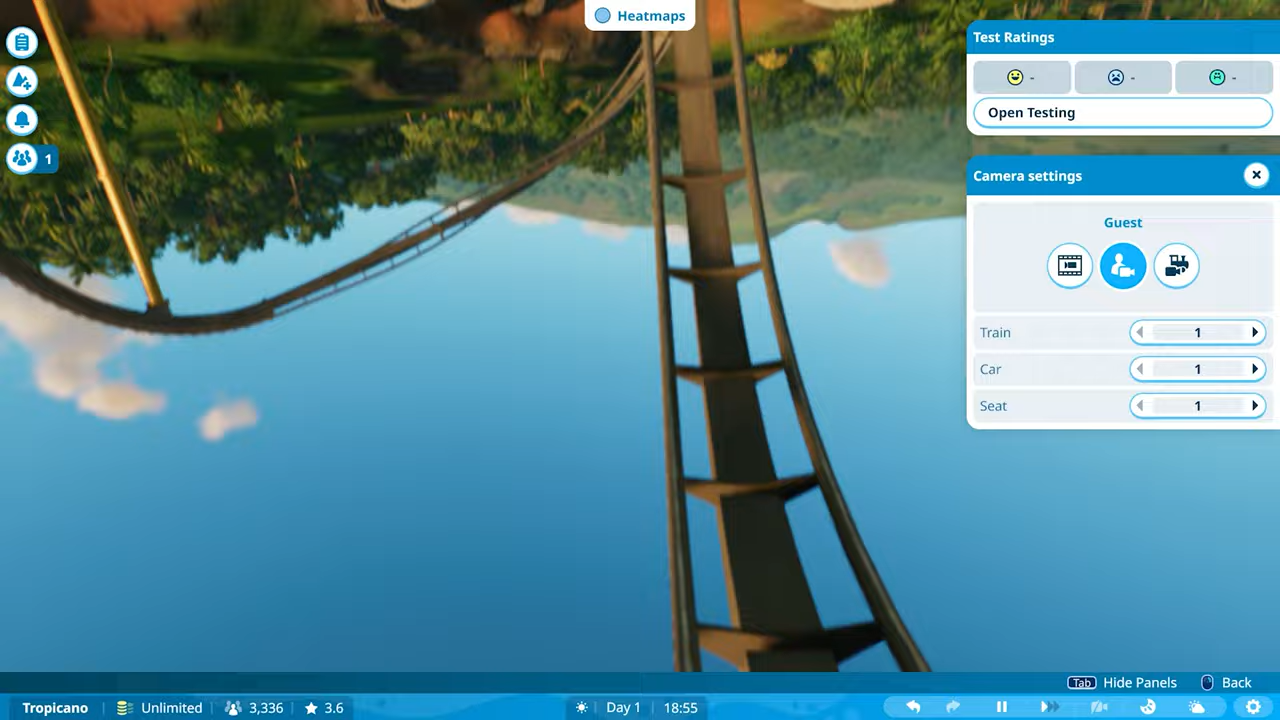 Heatmaps
1
Test Ratings
- - -
Open Testing
Camera settings
Guest
Train 1
Car 1
Seat 1
Tab Hide Panels Back
Tropicano Unlimited 3,336 3.6 Day 1 18:55